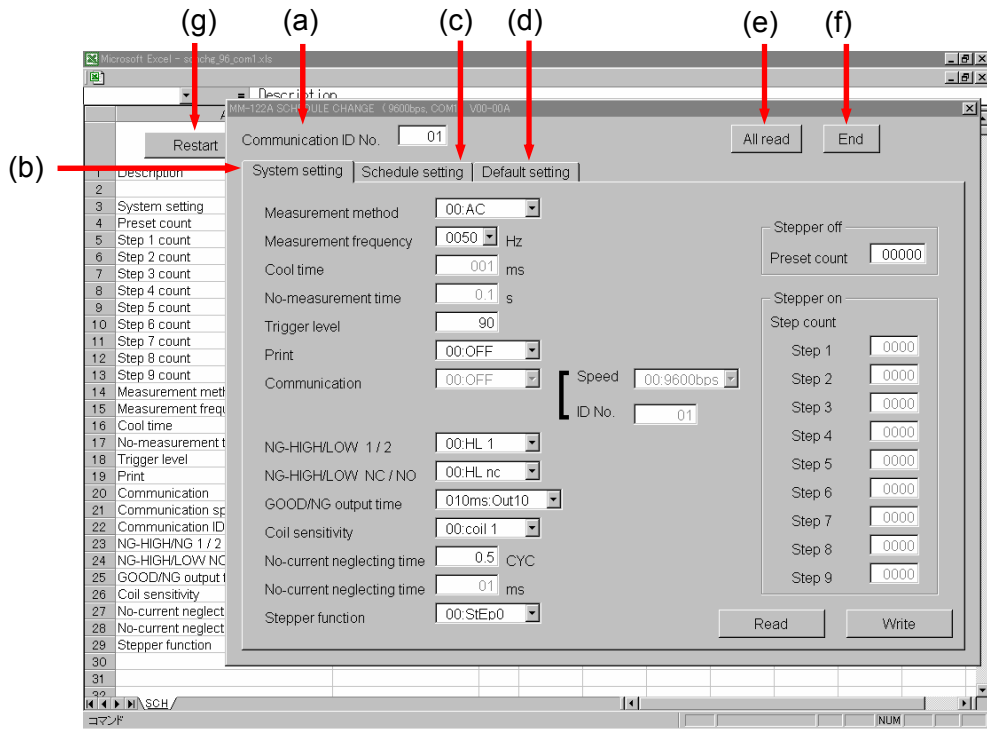 (g) (a) (c) (d) (e) (f)
(b)
Microsoft Excel - schchg_96_com1.xls
= Description
A
Restart
1 Description
2
3 System setting
4 Preset count
5 Step 1 count
6 Step 2 count
7 Step 3 count
8 Step 4 count
9 Step 5 count
10 Step 6 count
11 Step 7 count
12 Step 8 count
13 Step 9 count
14 Measurement meth
15 Measurement frequ
16 Cool time
17 No-measurement t
18 Trigger level
19 Print
20 Communication
21 Communication sp
22 Communication ID
23 NG-HIGH/NG 1 / 2
24 NG-HIGH/LOW NC
25 GOOD/NG output t
26 Coil sensitivity
27 No-current neglect
28 No-current neglect
29 Stepper function
30
31
32
MM-122A SCHEDULE CHANGE (9600bps, COM1) V00-00A
Communication ID No. 01
All read End
System setting Schedule setting Default setting
Measurement method 00:AC
Measurement frequency 0050 Hz
Cool time 001 ms
No-measurement time 0.1 s
Trigger level 90
Print 00:OFF
Communication 00:OFF
Speed 00:9600bps
ID No. 01
NG-HIGH/LOW 1 / 2 00:HL 1
NG-HIGH/LOW NC / NO 00:HL nc
GOOD/NG output time 010ms:Out10
Coil sensitivity 00:coil 1
No-current neglecting time 0.5 CYC
No-current neglecting time 01 ms
Stepper function 00:StEp0
Stepper off
Preset count 00000
Stepper on
Step count
Step 1 0000
Step 2 0000
Step 3 0000
Step 4 0000
Step 5 0000
Step 6 0000
Step 7 0000
Step 8 0000
Step 9 0000
Read Write
SCH
コマンド
NUM